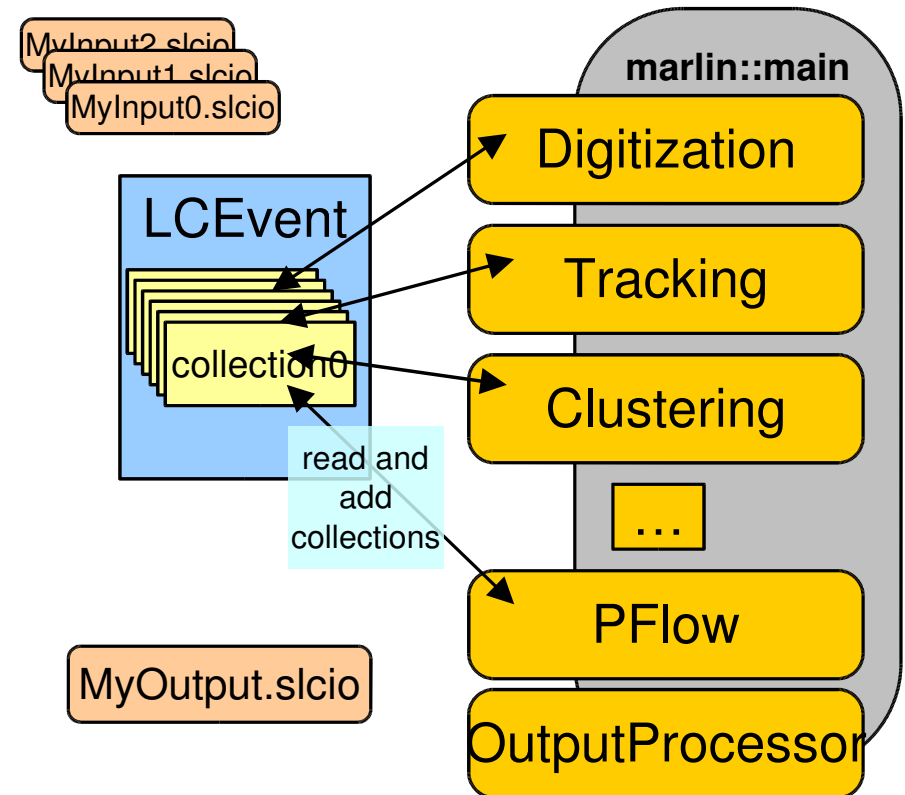 MyInput2.slcio
MyInput1.slcio
MyInput0.slcio
marlin::main
Digitization
LCEvent
Tracking
collection0
Clustering
read and
add
collections
...
PFlow
MyOutput.slcio
OutputProcessor